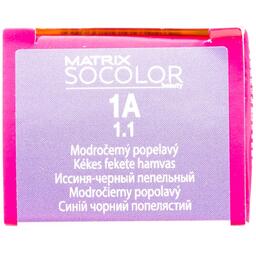 MATRIX
SOCOLOR
beauty
1A
1.1
Modročerný popelavý
Kékes fekete hamvas
Иссиня-черный пепельный
Modročierny popolavý
Синій чорний попелястий